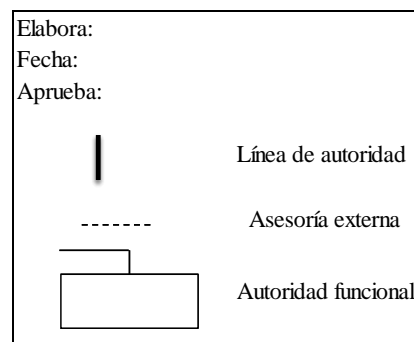 Elabora:
Fecha:
Aprueba:
Línea de autoridad
Asesoría externa
Autoridad funcional